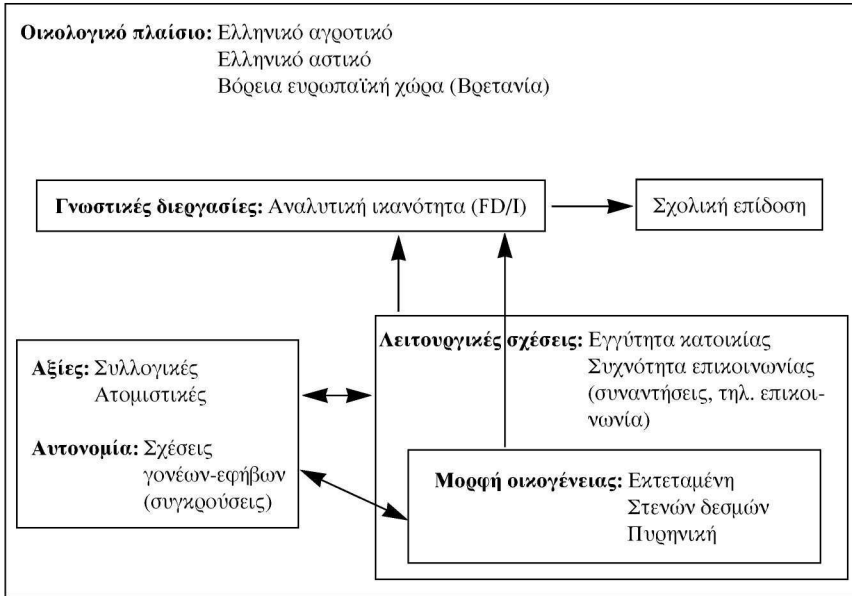 Οικολογικό πλαίσιο: Ελληνικό αγροτικό
Ελληνικό αστικό
Βόρεια ευρωπαϊκή χώρα (Βρετανία)
Γνωστικές διεργασίες: Αναλυτική ικανότητα (FD/I)
Σχολική επίδοση
Αξίες: Συλλογικές
Ατομιστικές
Αυτονομία: Σχέσεις
γονέων-εφήβων
(συγκρούσεις)
Λειτουργικές σχέσεις: Εγγύτητα κατοικίας
Συχνότητα επικοινωνίας
(συναντήσεις, τηλ. επικοι-
νωνία)
Μορφή οικογένειας: Εκτεταμένη
Στενών δεσμών
Πυρηνική